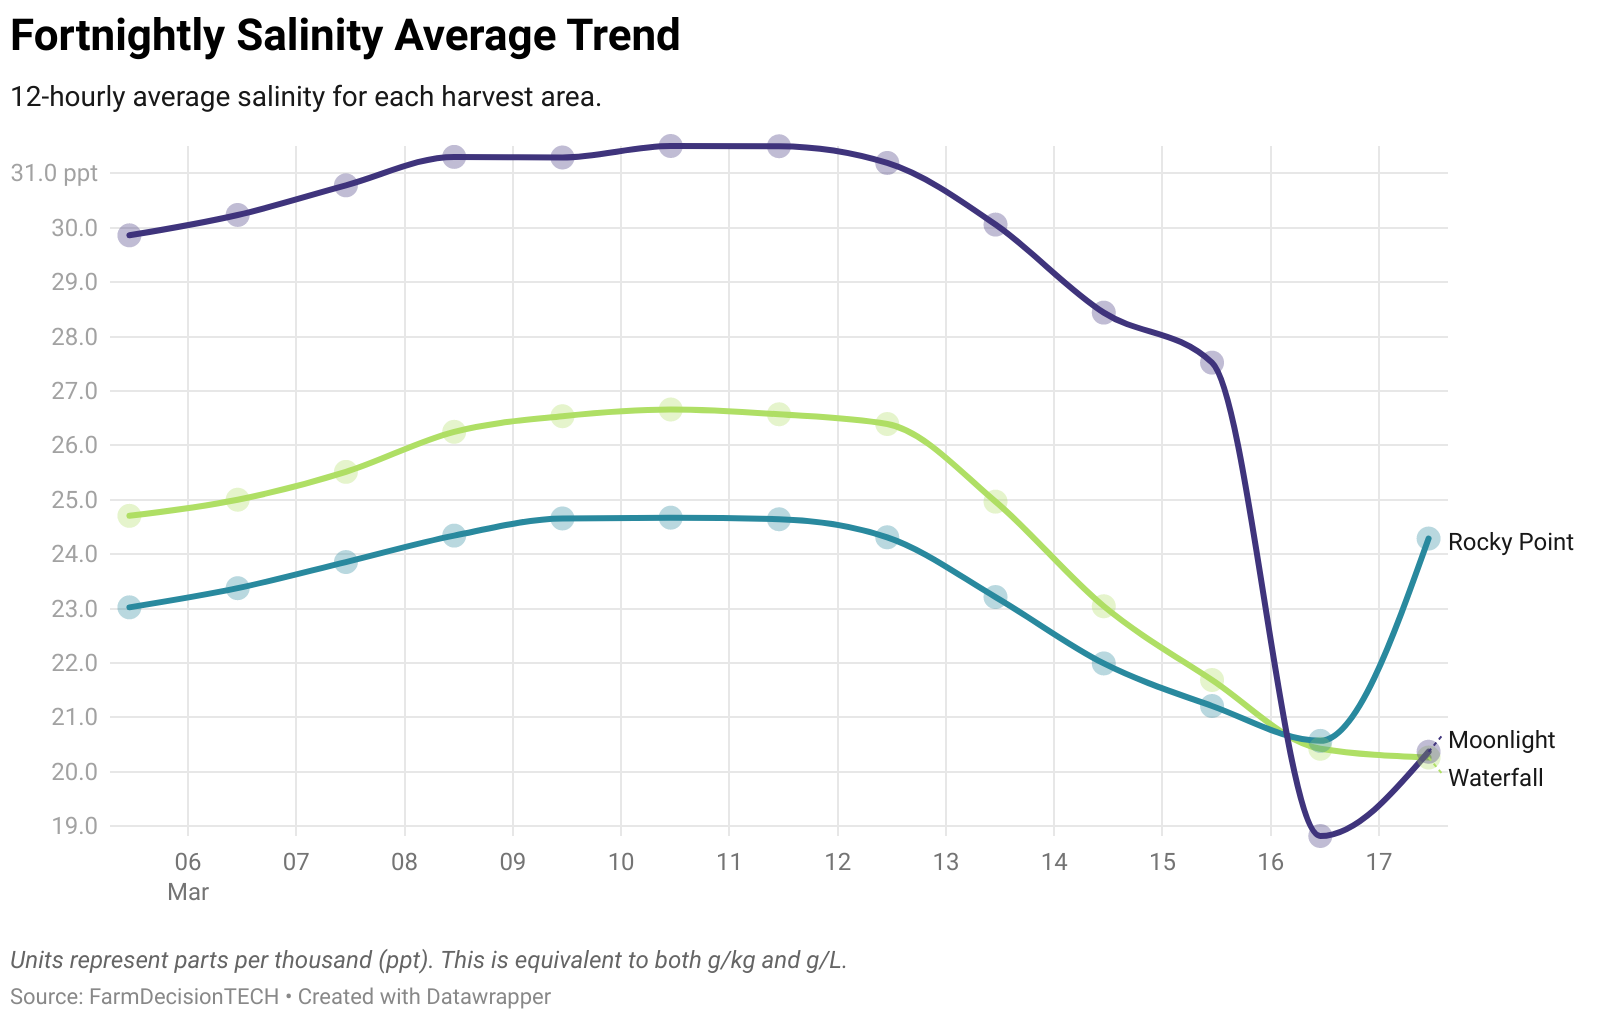 Fortnightly Salinity Average Trend
12-hourly average salinity for each harvest area.
31.0 ppt
30.0
29.0
28.0
27.0
26.0
25.0
24.0
23.0
22.0
21.0
20.0
19.0
Rocky Point
Moonlight
Waterfall
06 07 08 09 10 11 12 13 14 15 16 17
Mar
Units represent parts per thousand (ppt). This is equivalent to both g/kg and g/L.
Source: FarmDecisionTECH • Created with Datawrapper